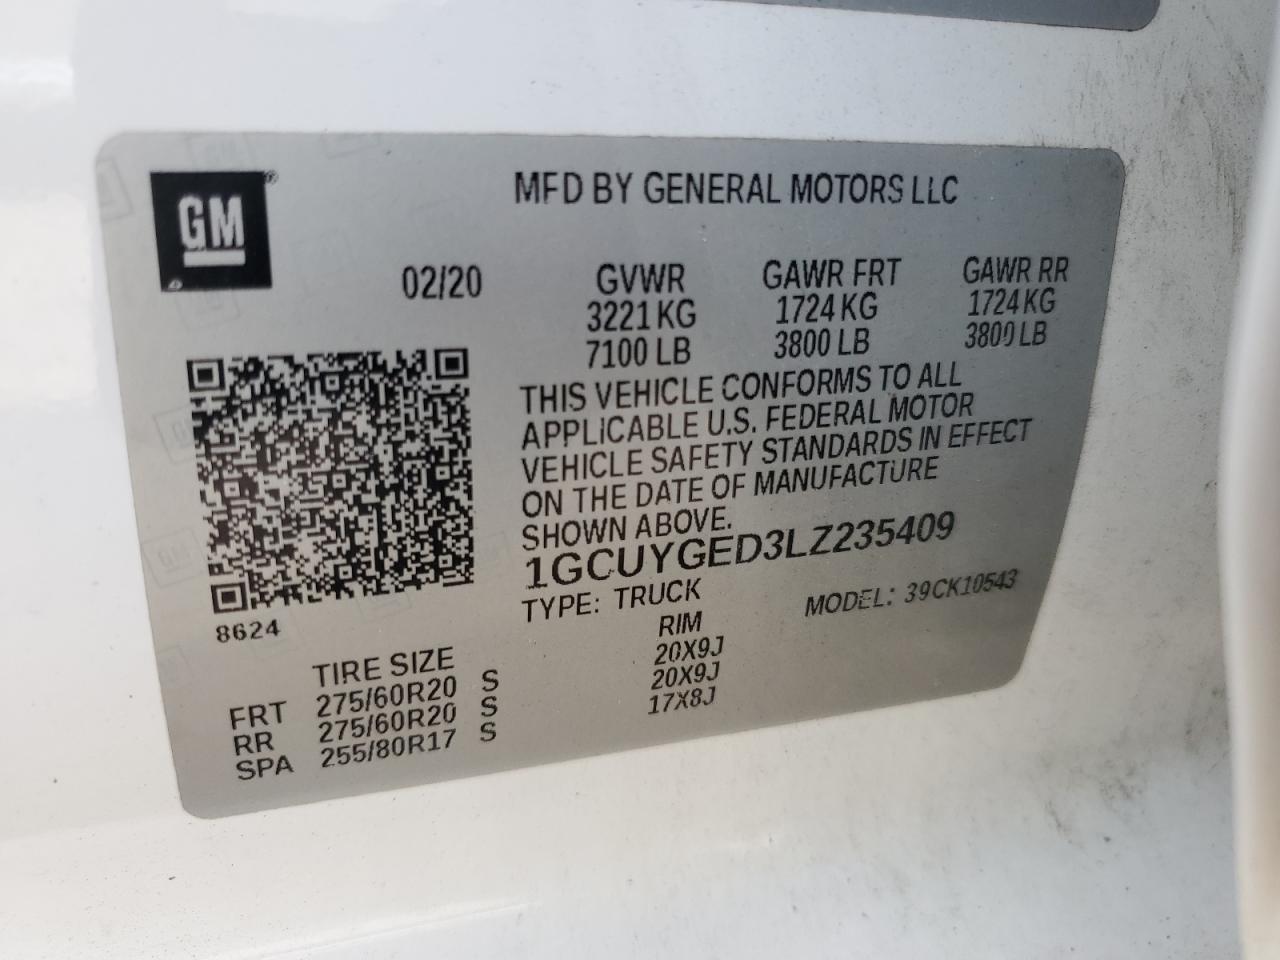 GM
MFD BY GENERAL MOTORS LLC
02/20
GVWR GAWR FRT GAWR RR
3221 KG 1724 KG 1724 KG
7100 LB 3800 LB 3800 LB
THIS VEHICLE CONFORMS TO ALL
APPLICABLE U.S. FEDERAL MOTOR
VEHICLE SAFETY STANDARDS IN EFFECT
ON THE DATE OF MANUFACTURE
SHOWN ABOVE.
1GCUYGED3LZ235409
TYPE: TRUCK MODEL: 39CK10543
8624
TIRE SIZE RIM
FRT 275/60R20 S 20X9J
RR 275/60R20 S 20X9J
SPA 255/80R17 S 17X8J